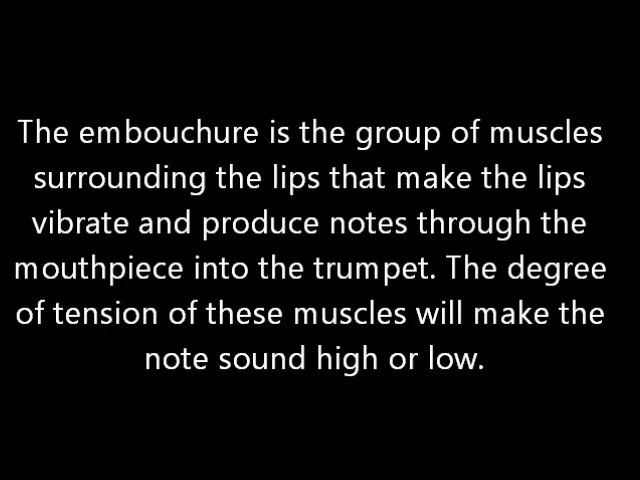 The embouchure is the group of muscles
surrounding the lips that make the lips
vibrate and produce notes through the
mouthpiece into the trumpet. The degree
of tension of these muscles will make the
note sound high or low.